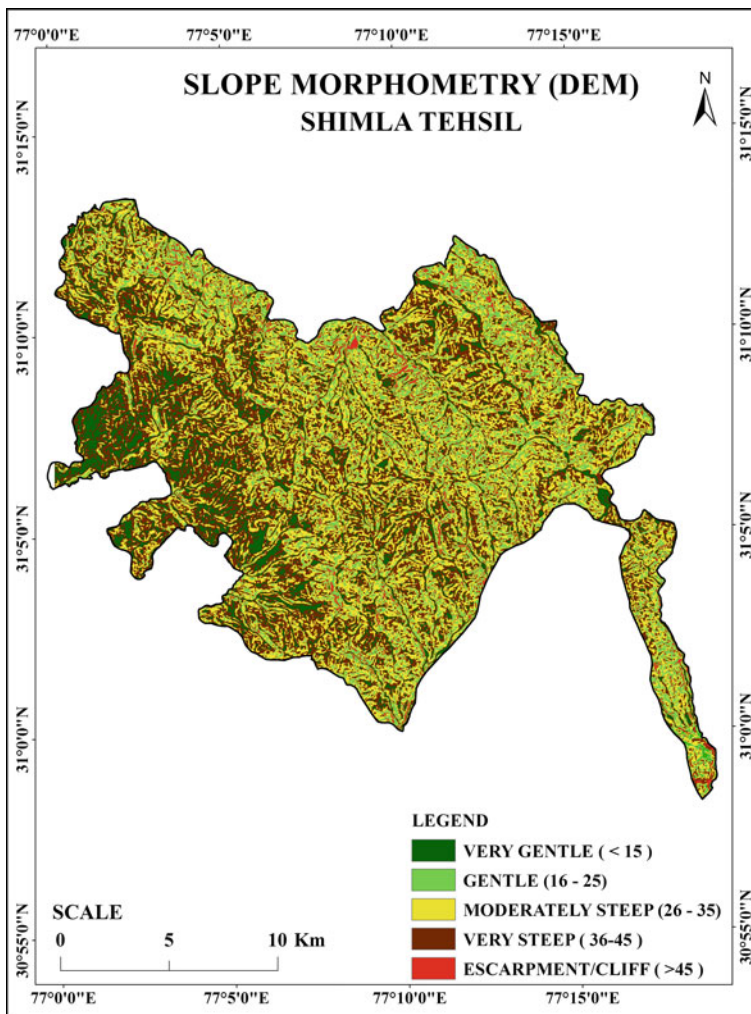 77°0'0"E 77°5'0"E 77°10'0"E 77°15'0"E
SLOPE MORPHOMETRY (DEM)
SHIMLA TEHSIL
N
31°15'0"N 31°15'0"N
31°10'0"N 31°10'0"N
31°5'0"N 31°5'0"N
31°0'0"N 31°0'0"N
30°55'0"N 30°55'0"N
LEGEND
VERY GENTLE ( < 15 )
GENTLE (16 - 25)
MODERATELY STEEP (26 - 35)
VERY STEEP ( 36-45)
ESCARPMENT/CLIFF ( >45 )
SCALE
0 5 10 Km
77°0'0"E 77°5'0"E 77°10'0"E 77°15'0"E